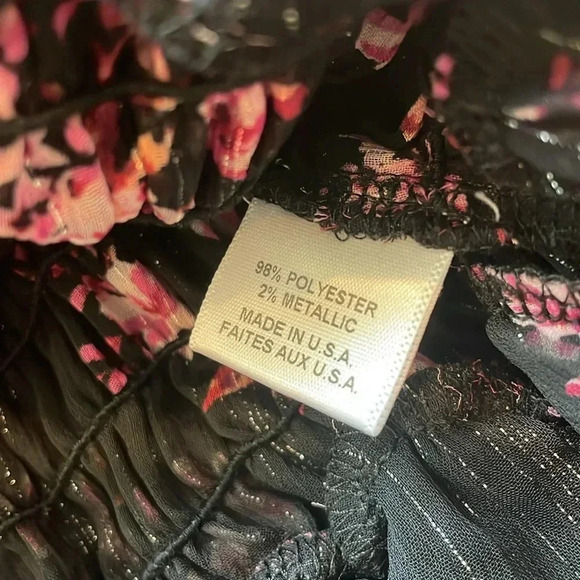 98% POLYESTER
2% METALLIC
MADE IN U.S.A.
FAITES AUX U.S.A.